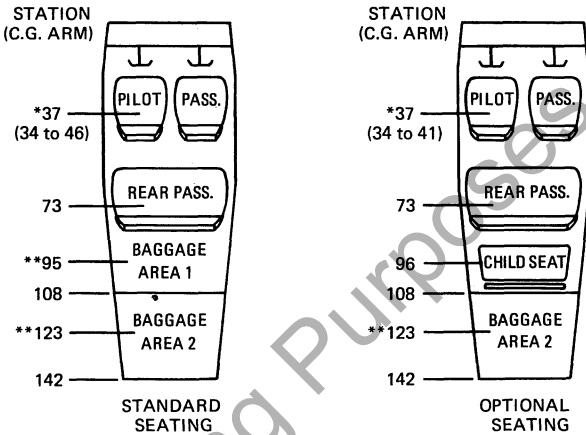 STATION
(C.G. ARM)
*37
(34 to 46)
73
**95
108
**123
142
PILOT
PASS.
REAR PASS.
BAGGAGE
AREA 1
BAGGAGE
AREA 2
STANDARD
SEATING
STATION
(C.G. ARM)
*37
(34 to 41)
73
96
108
**123
142
PILOT
PASS.
REAR PASS.
CHILD SEAT
BAGGAGE
AREA 2
OPTIONAL
SEATING
Purposes